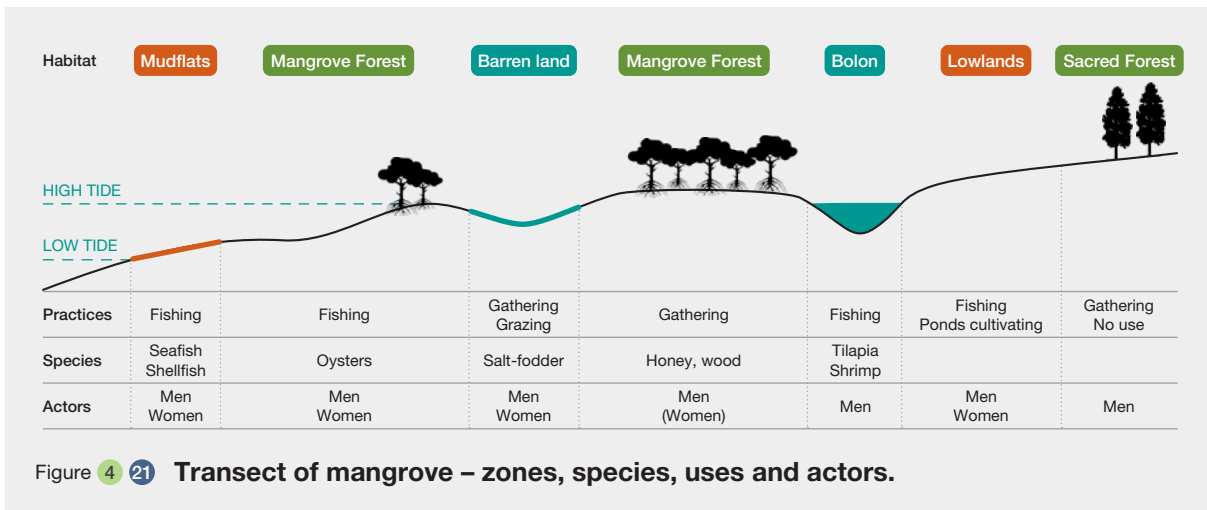 Habitat Mudflats Mangrove Forest Barren land Mangrove Forest Bolon Lowlands Sacred Forest
HIGH TIDE
LOW TIDE
Practices Fishing Fishing Gathering Grazing Gathering Fishing Fishing Ponds cultivating Gathering No use
Species Seafish Shellfish Oysters Salt-fodder Honey, wood Tilapia Shrimp
Actors Men Women Men Women Men Women Men (Women) Men Men Women Men
Figure 4 21 Transect of mangrove – zones, species, uses and actors.